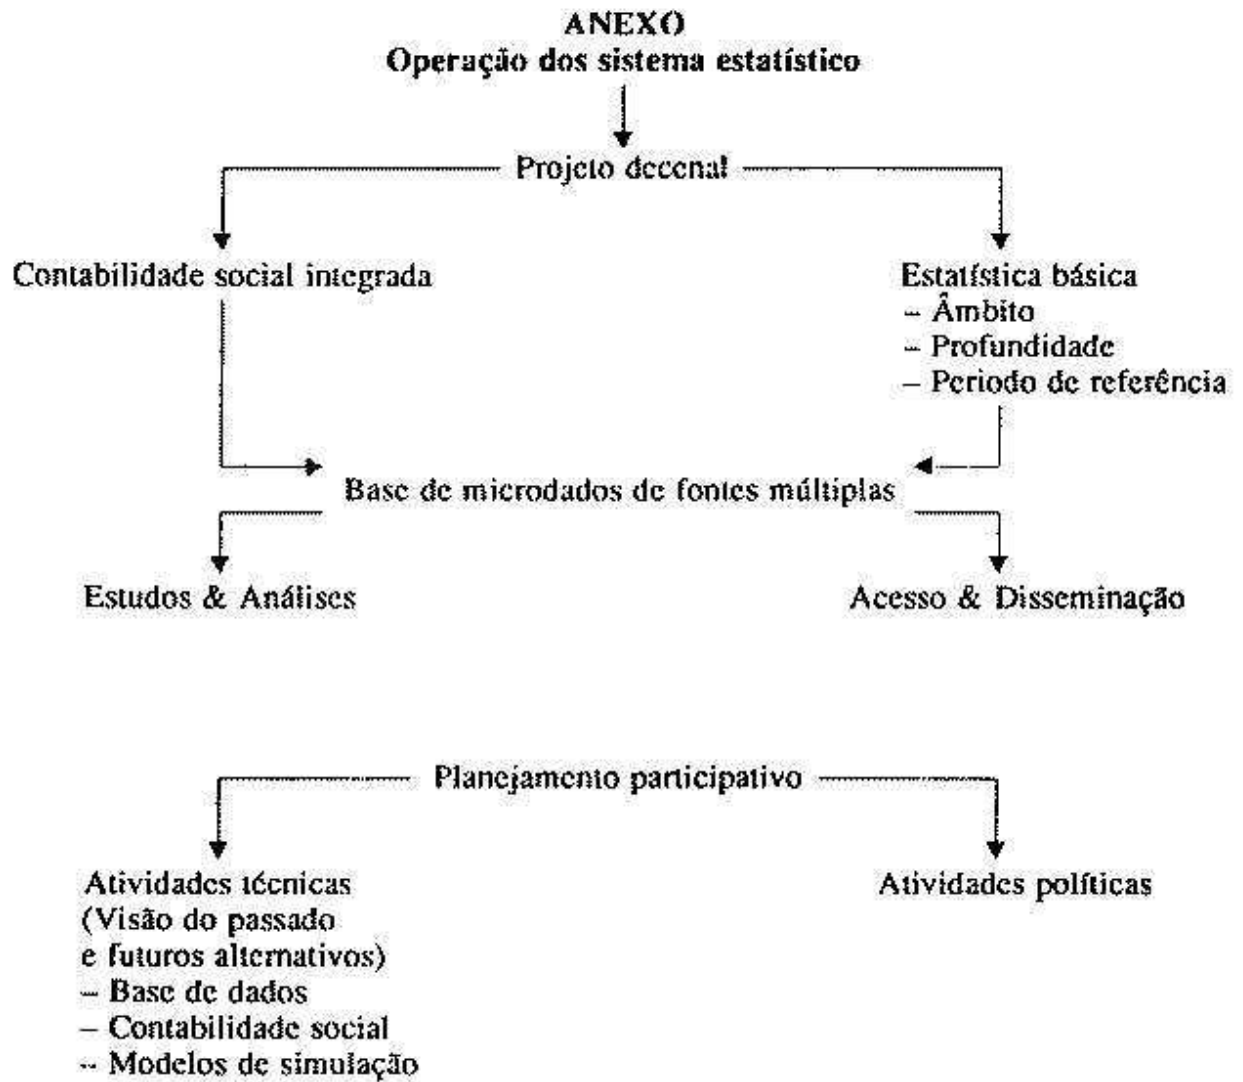 ANEXO
Operação dos sistema estatístico
Projeto decenal
Contabilidade social integrada
Estatística básica
– Âmbito
– Profundidade
– Periodo de referência
Base de microdados de fontes múltiplas
Estudos & Análises
Acesso & Disseminação
Planejamento participativo
Atividades técnicas
(Visão do passado
e futuros alternativos)
– Base de dados
– Contabilidade social
– Modelos de simulação
Atividades políticas